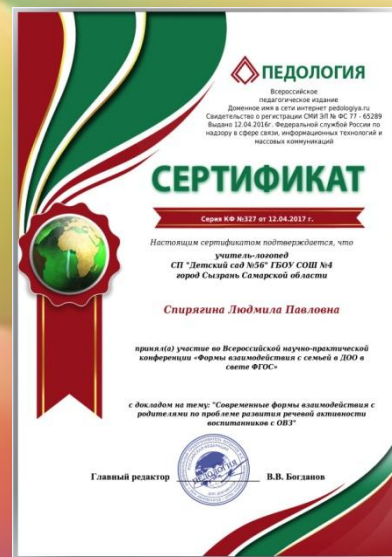 ПЕДОЛОГИЯ
Всероссийское
педагогическое издание
Доменное имя в сети интернет pedologiya.ru
Свидетельство о регистрации СМИ ЭЛ № ФС 77 - 65289
Выдано 12.04.2016г. Федеральной службой России по
надзору в сфере связи, информационных технологий и
массовых коммуникаций
СЕРТИФИКАТ
Серия КФ №327 от 12.04.2017 г.
Настоящим сертификатом подтверждается, что
учитель-логопед
СП "Детский сад №56" ГБОУ СОШ №4
город Сызрань Самарской области
Спирягина Людмила Павловна
принял(а) участие во Всероссийской научно-практической
конференции «Формы взаимодействия с семьей в ДОО в
свете ФГОС»
с докладом на тему: "Современные формы взаимодействия с
родителями по проблеме развития речевой активности
воспитанников с ОВЗ"
Главный редактор
ПЕДОЛОГИЯ
В.В. Богданов